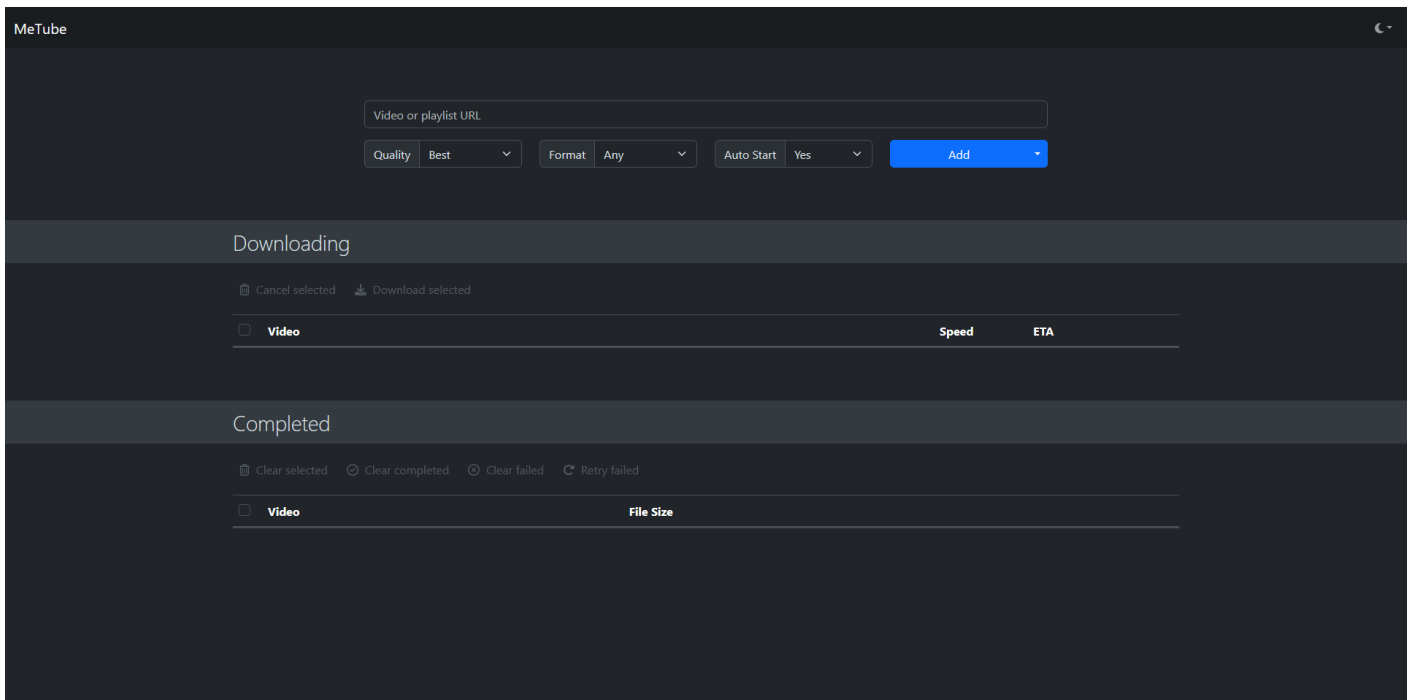 MeTube
Video or playlist URL
Quality Best Format Any Auto Start Yes Add
Downloading
Cancel selected Download selected
Video Speed ETA
Completed
Clear selected Clear completed Clear failed Retry failed
Video File Size